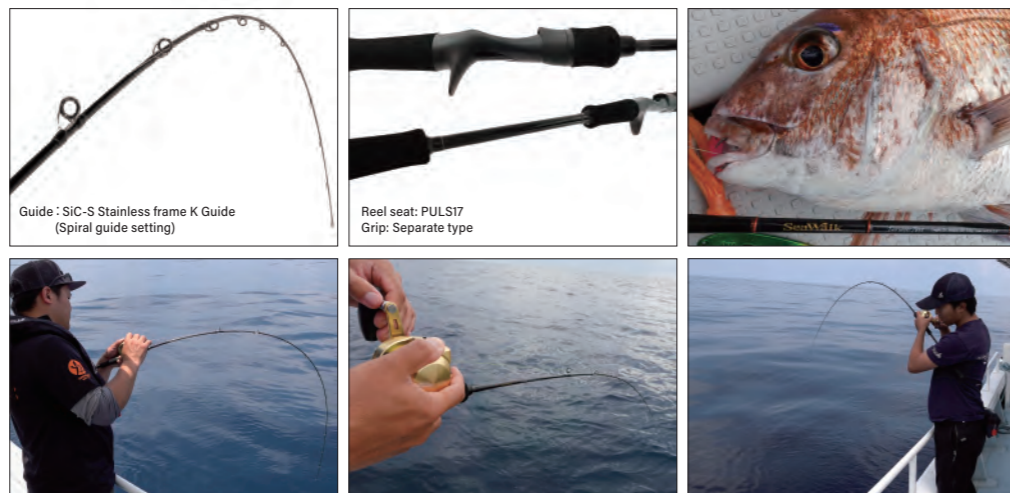 Guide：SiC-S Stainless frame K Guide
(Spiral guide setting)
Reel seat: PULS17
Grip: Separate type
SeaWalk